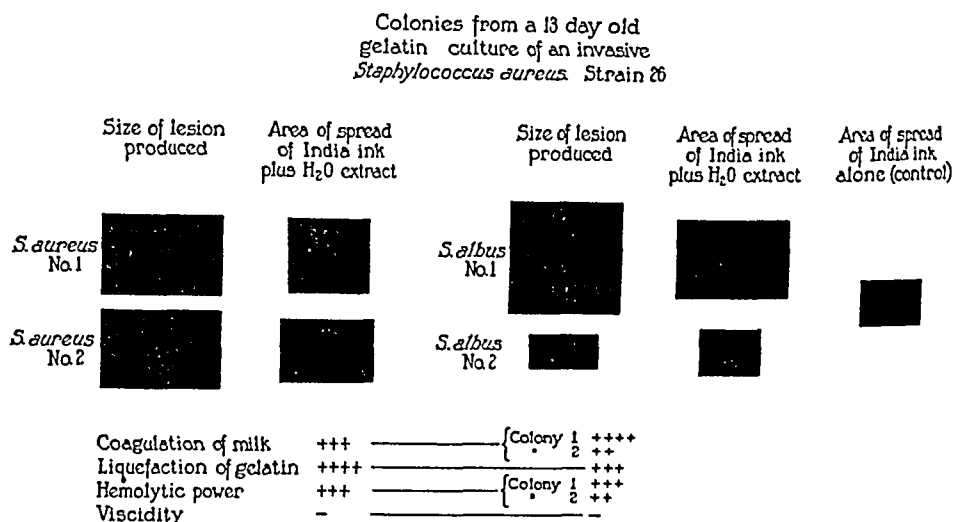 Colonies from a 13 day old
gelatin culture of an invasive
Staphylococcus aureus. Strain 26
Size of lesion
produced
Area of spread
of India ink
plus H₂O extract
Size of lesion
produced
Area of spread
of India ink
plus H₂O extract
Area of spread
of India ink
alone (control)
S. aureus
No. 1
S. albus
No. 1
S. aureus
No. 2
S. albus
No. 2
Coagulation of milk +++ { Colony 1 ++++
" 2 ++
Liquefaction of gelatin ++++ +++
Hemolytic power +++ { Colony 1 +++
" 2 ++
Viscidity – –